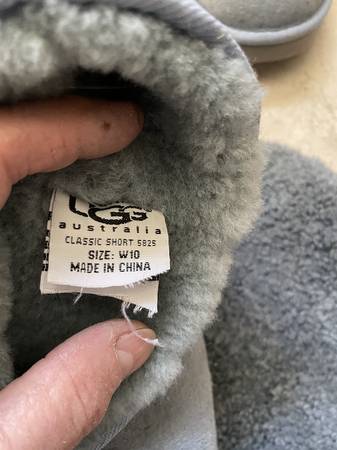 UGG
australia
CLASSIC SHORT 5825
SIZE: W10
MADE IN CHINA